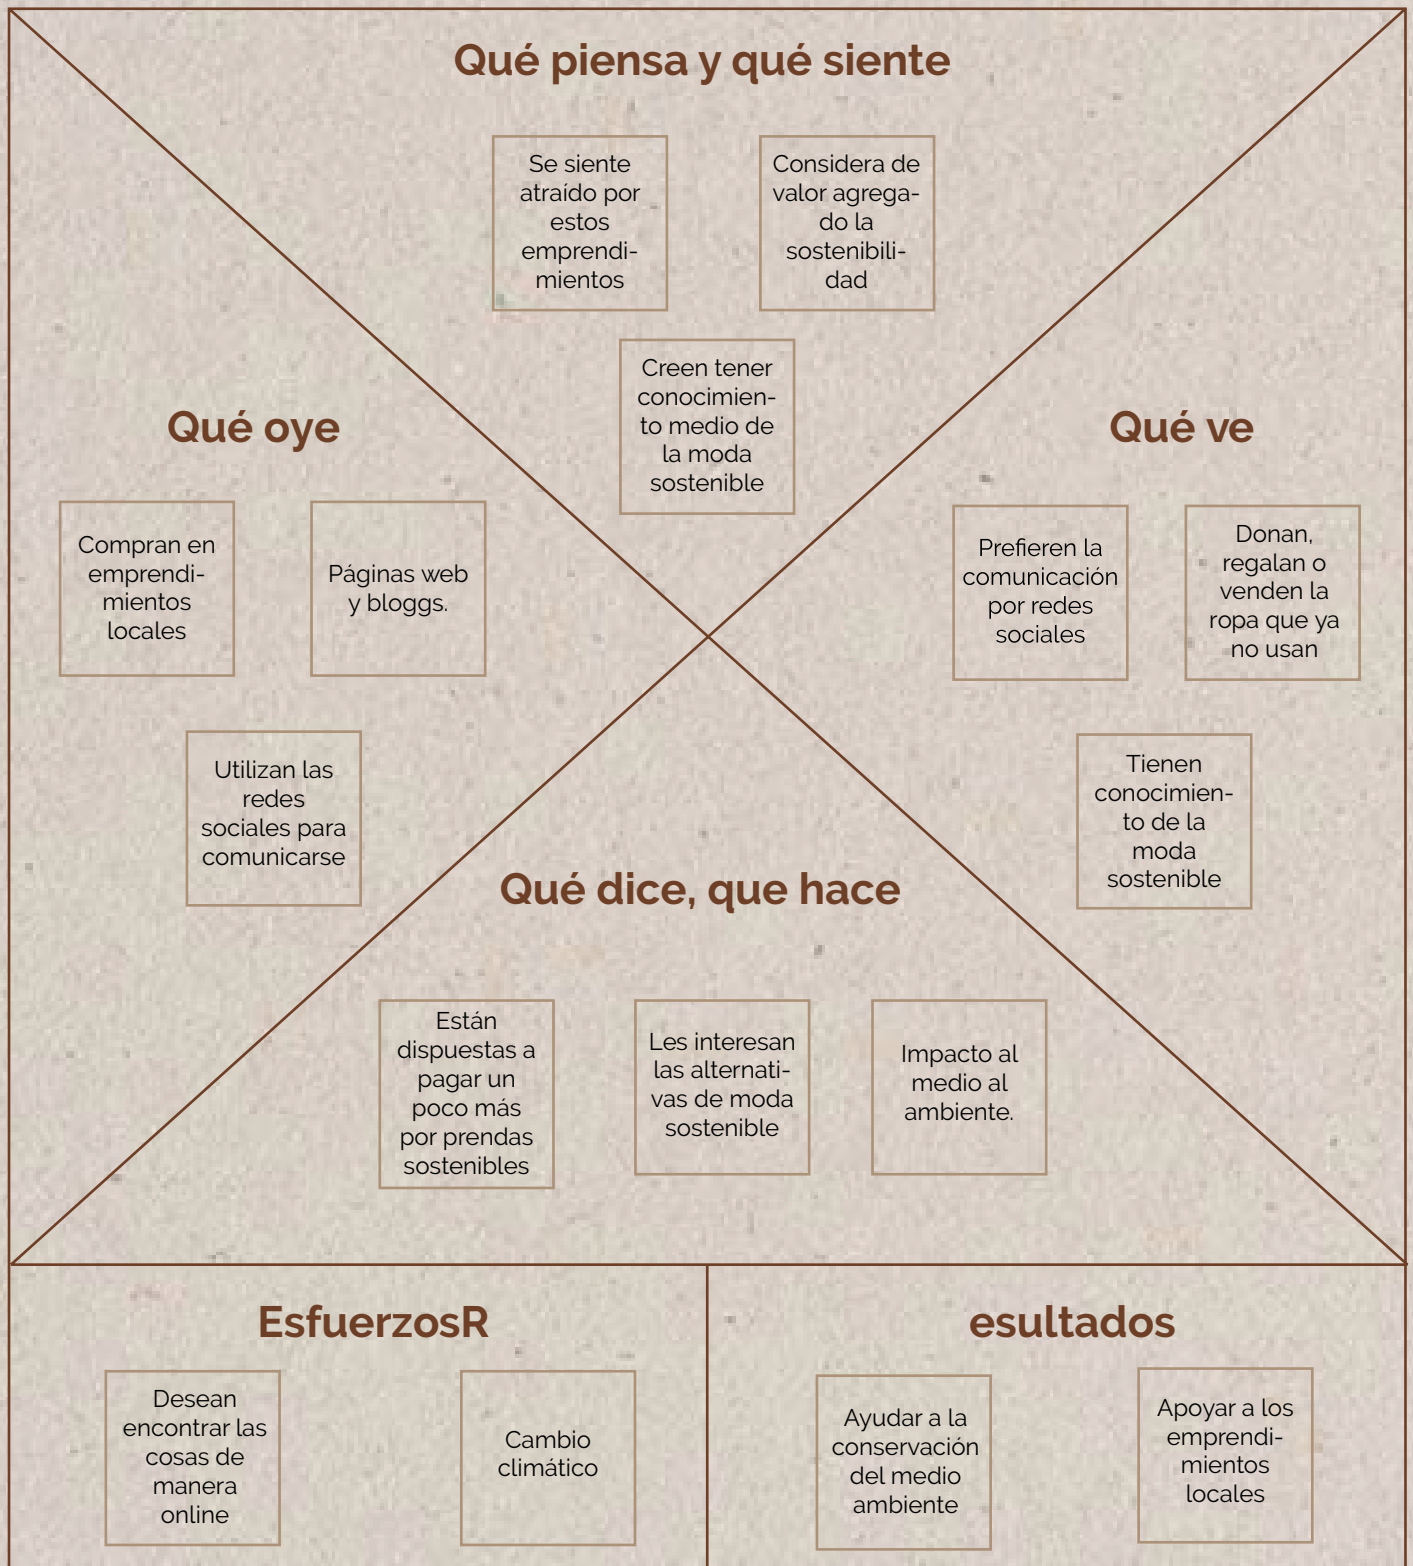 Qué piensa y qué siente
Se siente
atraído por
estos
emprendi-
mientos
Considera de
valor agrega-
do la
sostenibili-
dad
Creen tener
conocimien-
to medio de
la moda
sostenible
Qué oye
Compran en
emprendi-
mientos
locales
Páginas web
y bloggs.
Utilizan las
redes
sociales para
comunicarse
Qué ve
Prefieren la
comunicación
por redes
sociales
Donan,
regalan o
venden la
ropa que ya
no usan
Tienen
conocimien-
to de la
moda
sostenible
Qué dice, que hace
Están
dispuestas a
pagar un
poco más
por prendas
sostenibles
Les interesan
las alternati-
vas de moda
sostenible
Impacto al
medio al
ambiente.
EsfuerzosR
Desean
encontrar las
cosas de
manera
online
Cambio
climático
esultados
Ayudar a la
conservación
del medio
ambiente
Apoyar a los
emprendi-
mientos
locales